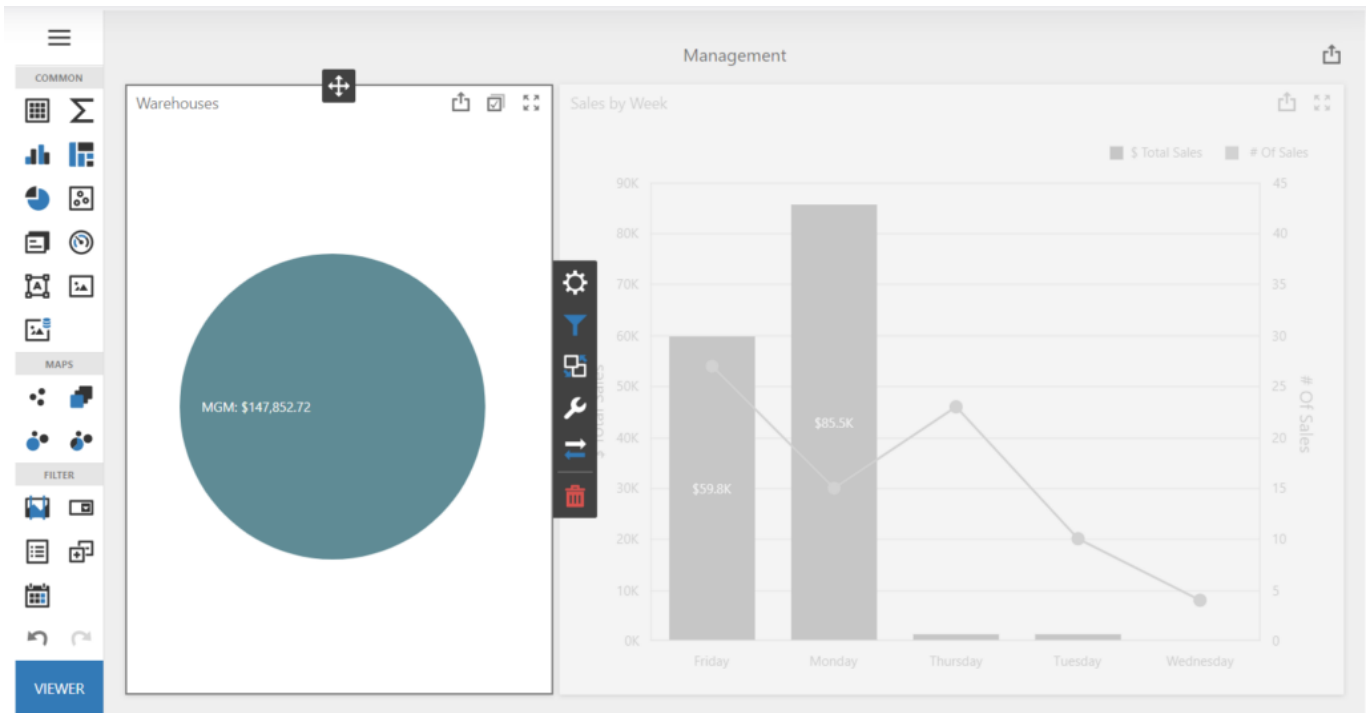 Management
COMMON
MAPS
FILTER
VIEWER
Warehouses
MGM: $147,852.72
Sales by Week
$ Total Sales # Of Sales
90K
80K
70K
60K
50K
40K
30K
20K
10K
0K
45
40
35
30
25
20
15
10
5
0
$59.8K
$85.5K
Friday Monday Thursday Tuesday Wednesday
Sales
# Of Sales